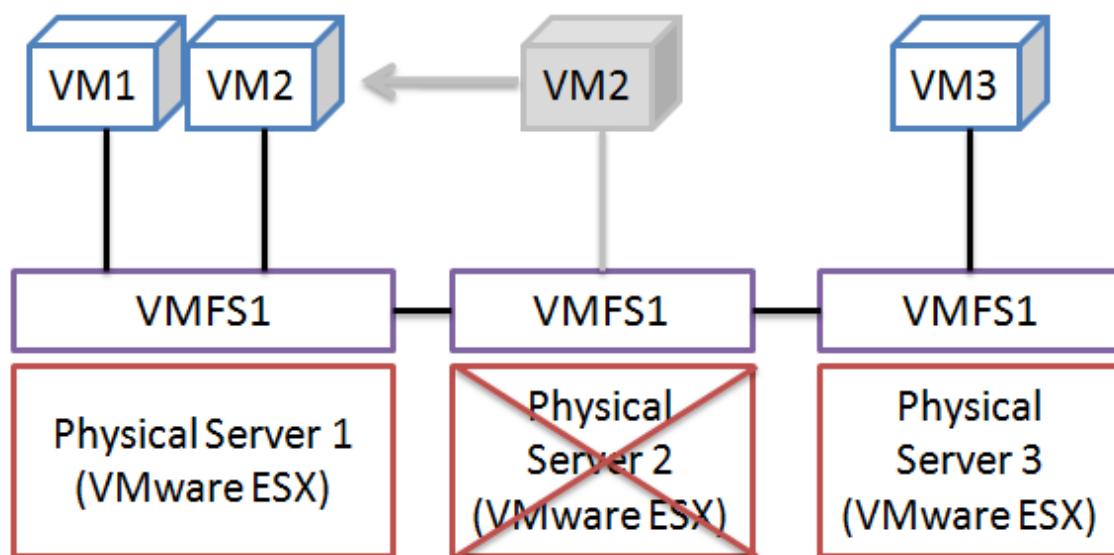 VM1
VM2
VM2
VM3
VMFS1
VMFS1
VMFS1
Physical Server 1
(VMware ESX)
Physical
Server 2
(VMware ESX)
Physical
Server 3
(VMware ESX)